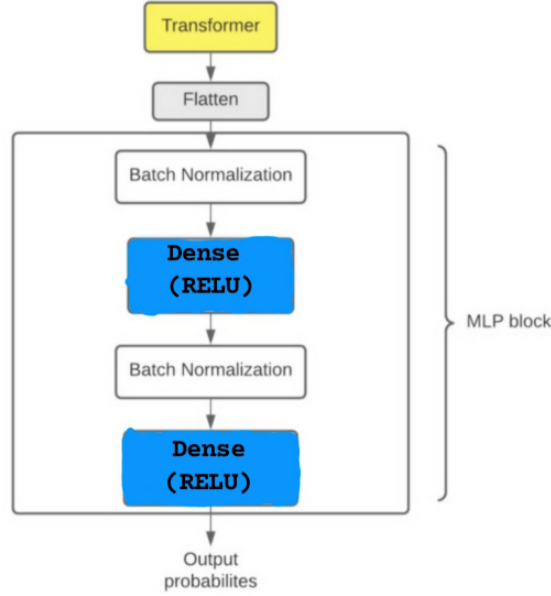 Transformer
Flatten
Batch Normalization
Dense
(RELU)
MLP block
Batch Normalization
Dense
(RELU)
Output
probabilites